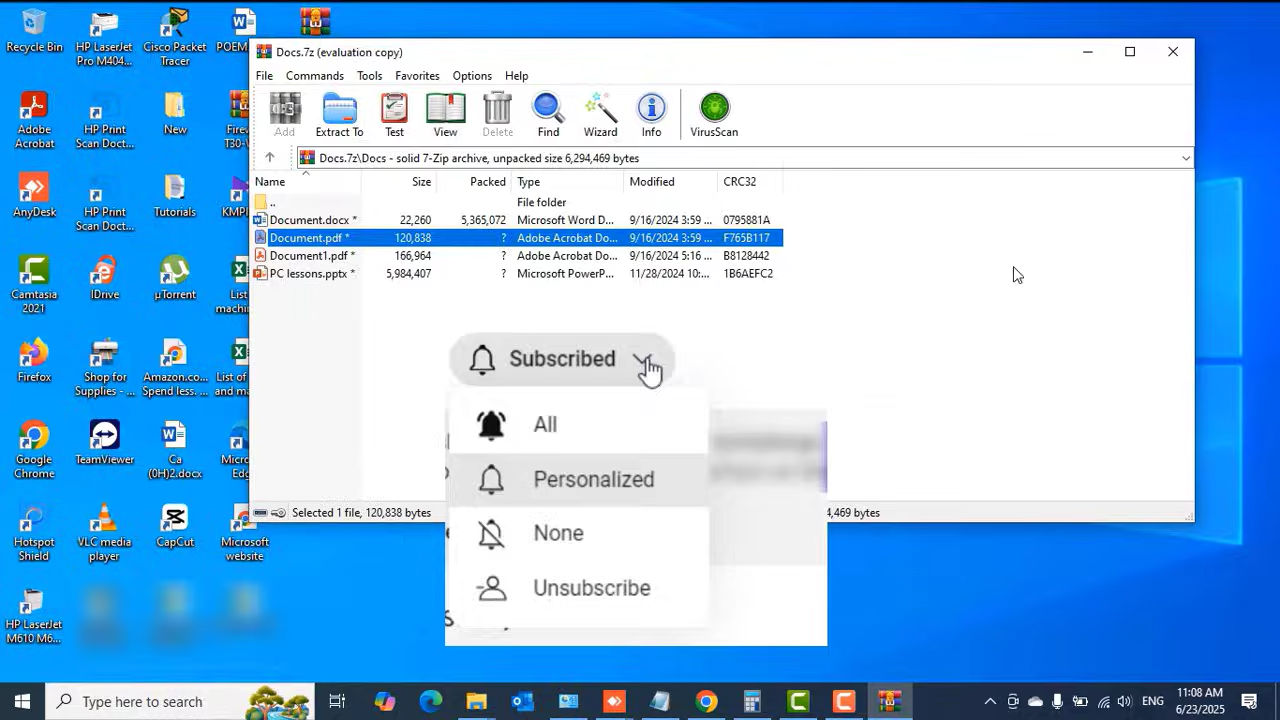 Recycle Bin
HP LaserJet Pro M404...
Cisco Packet Tracer
Docs.7z (evaluation copy)
File Commands Tools Favorites Options Help
Add Extract To Test View Delete Find Wizard Info VirusScan
Docs.7z\Docs - solid 7-Zip archive, unpacked size 6,294,469 bytes
Name Size Packed Type Modified CRC32
.. File folder
Document.docx * 22,260 5,365,072 Microsoft Word D... 9/16/2024 3:59 ... 0795881A
Document.pdf * 120,838 ? Adobe Acrobat Do... 9/16/2024 3:59 ... F765B117
Document1.pdf * 166,964 ? Adobe Acrobat Do... 9/16/2024 5:16 ... B8128442
PC lessons.pptx * 5,984,407 ? Microsoft PowerP... 11/28/2024 10:... 1B6AEFC2
Selected 1 file, 120,838 bytes
4,469 bytes
Subscribed
All
Personalized
None
Unsubscribe
Adobe Acrobat
HP Print Scan Doct...
New
AnyDesk
HP Print Scan Doct...
Tutorials
Camtasia 2021
IDrive
µTorrent
Firefox
Shop for Supplies - ...
Amazon.co... Spend less. ...
Google Chrome
TeamViewer
Ca (0H)2.docx
Hotspot Shield
VLC media player
CapCut
Microsoft website
HP LaserJet M610 M6...
Type here to search
ENG
11:08 AM
6/23/2025